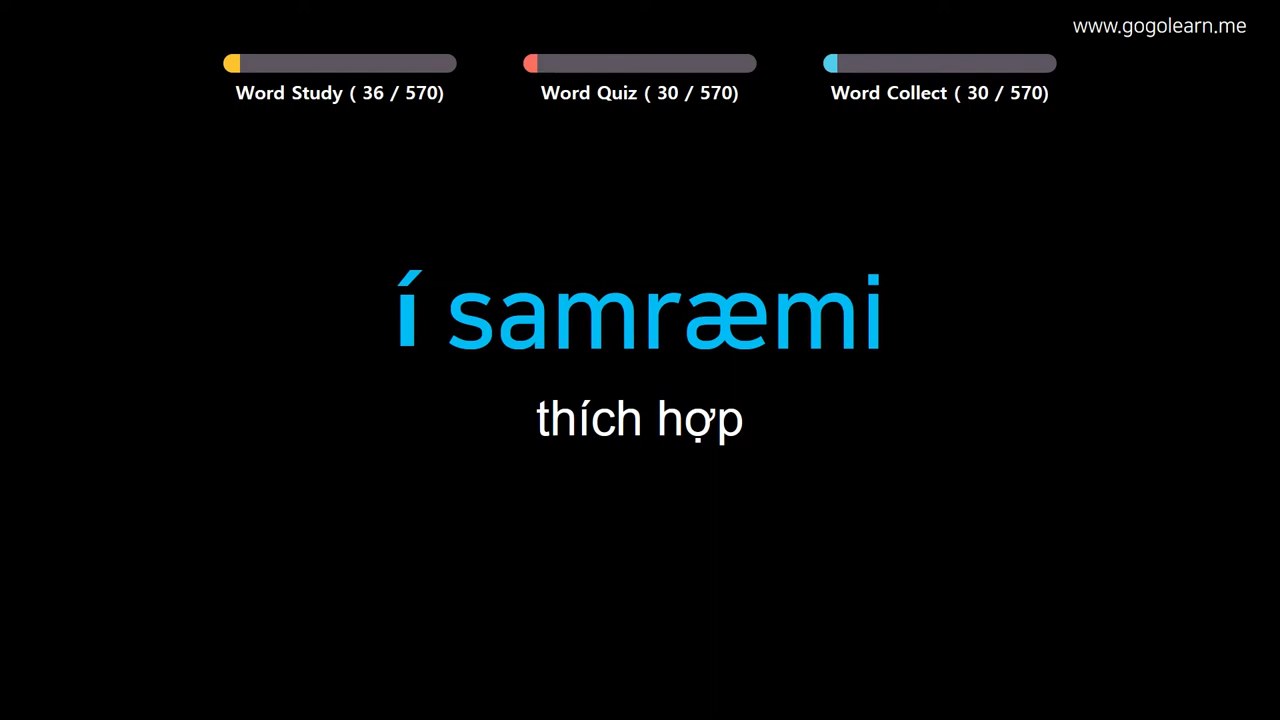 www.gogolearn.me
Word Study ( 36 / 570)
Word Quiz ( 30 / 570)
Word Collect ( 30 / 570)
í samræmi
thích hợp